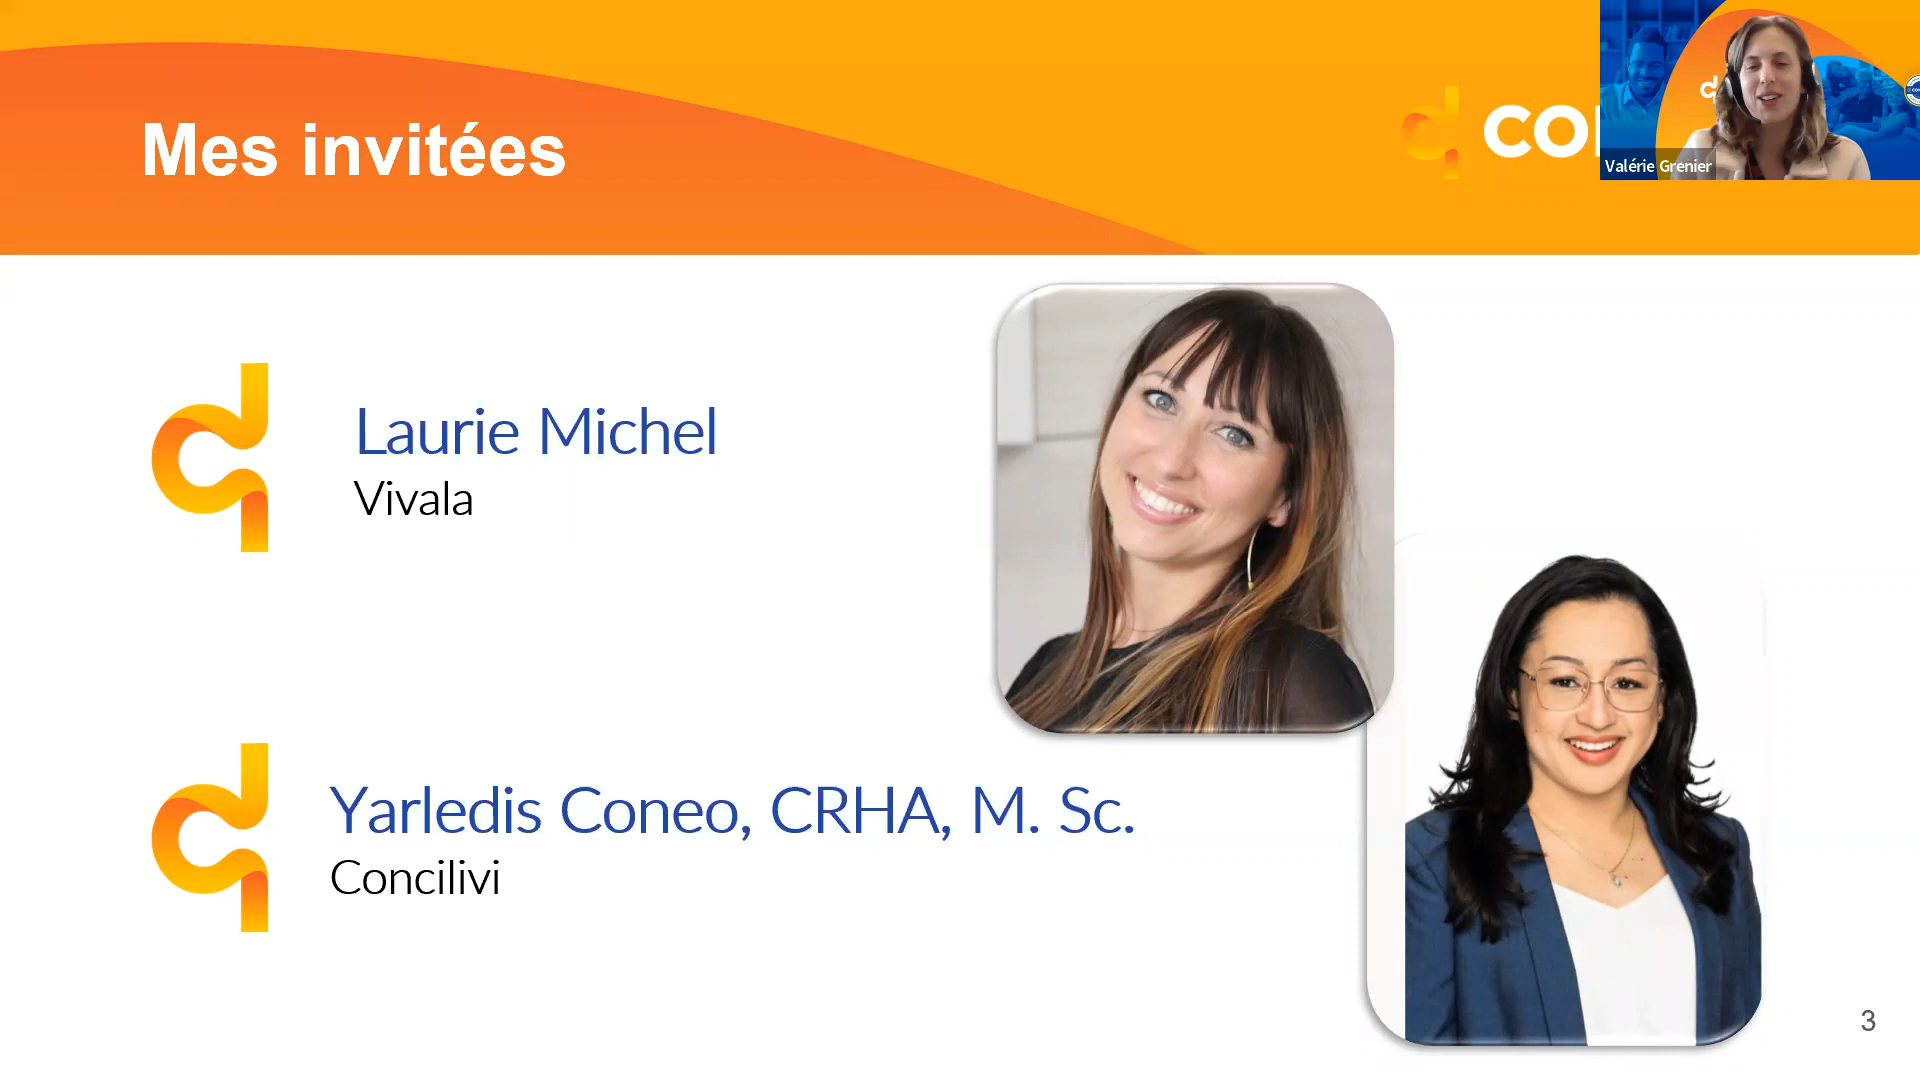 Mes invitées
Valérie Grenier
Laurie Michel
Vivala
Yarledis Coneo, CRHA, M. Sc.
Concilivi
3